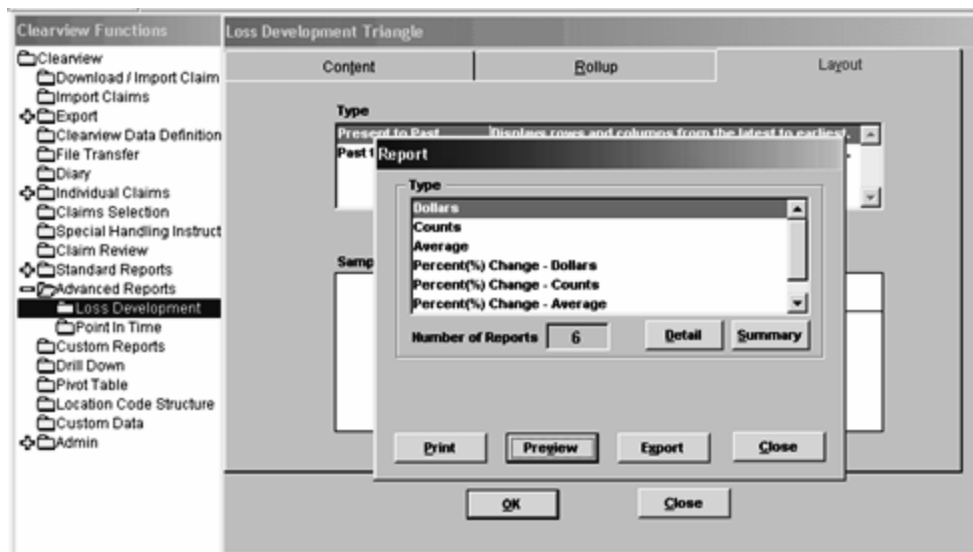 Clearview Functions
Clearview
Download / Import Claim
Import Claims
Export
Clearview Data Definition
File Transfer
Diary
Individual Claims
Claims Selection
Special Handling Instruct
Claim Review
Standard Reports
Advanced Reports
Loss Development
Point In Time
Custom Reports
Drill Down
Pivot Table
Location Code Structure
Custom Data
Admin
Loss Development Triangle
Content
Rollup
Layout
Type
Present to Past Displays rows and columns from the latest to earliest.
Past t
Samp
Report
Type
Dollars
Counts
Average
Percent(%) Change - Dollars
Percent(%) Change - Counts
Percent(%) Change - Average
Number of Reports 6
Detail
Summary
Print
Preview
Export
Close
OK
Close